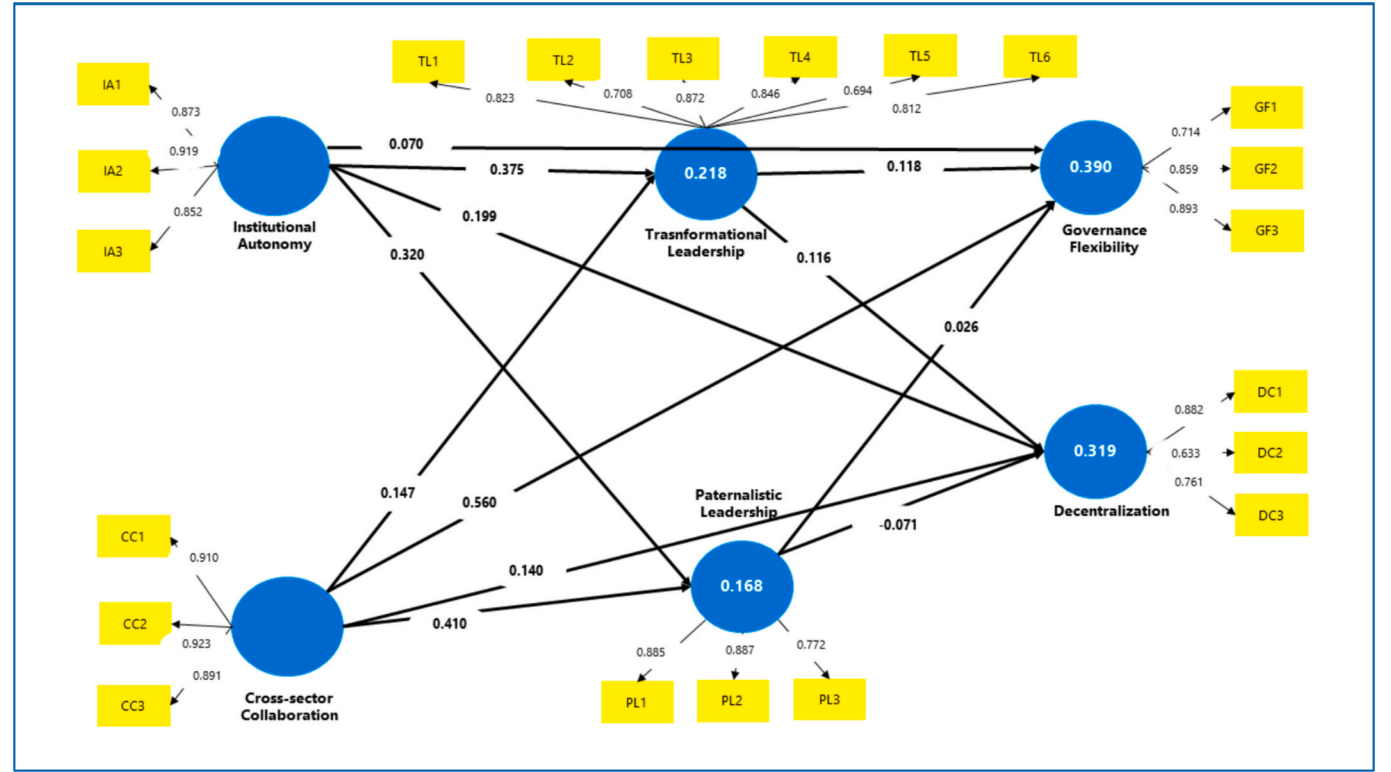 TL1
TL2
TL3
TL4
TL5
TL6
0.823
0.708
0.872
0.846
0.694
0.812
IA1
IA2
IA3
0.873
0.919
0.852
Institutional
Autonomy
0.070
0.375
0.199
0.320
0.218
Trasnformational
Leadership
0.118
0.116
0.390
Governance
Flexibility
0.714
0.859
0.893
GF1
GF2
GF3
0.026
0.319
Decentralization
0.882
0.633
0.761
DC1
DC2
DC3
0.147
0.560
0.140
0.410
Paternalistic
Leadership
0.168
-0.071
CC1
CC2
CC3
0.910
0.923
0.891
Cross-sector
Collaboration
0.885
0.887
0.772
PL1
PL2
PL3